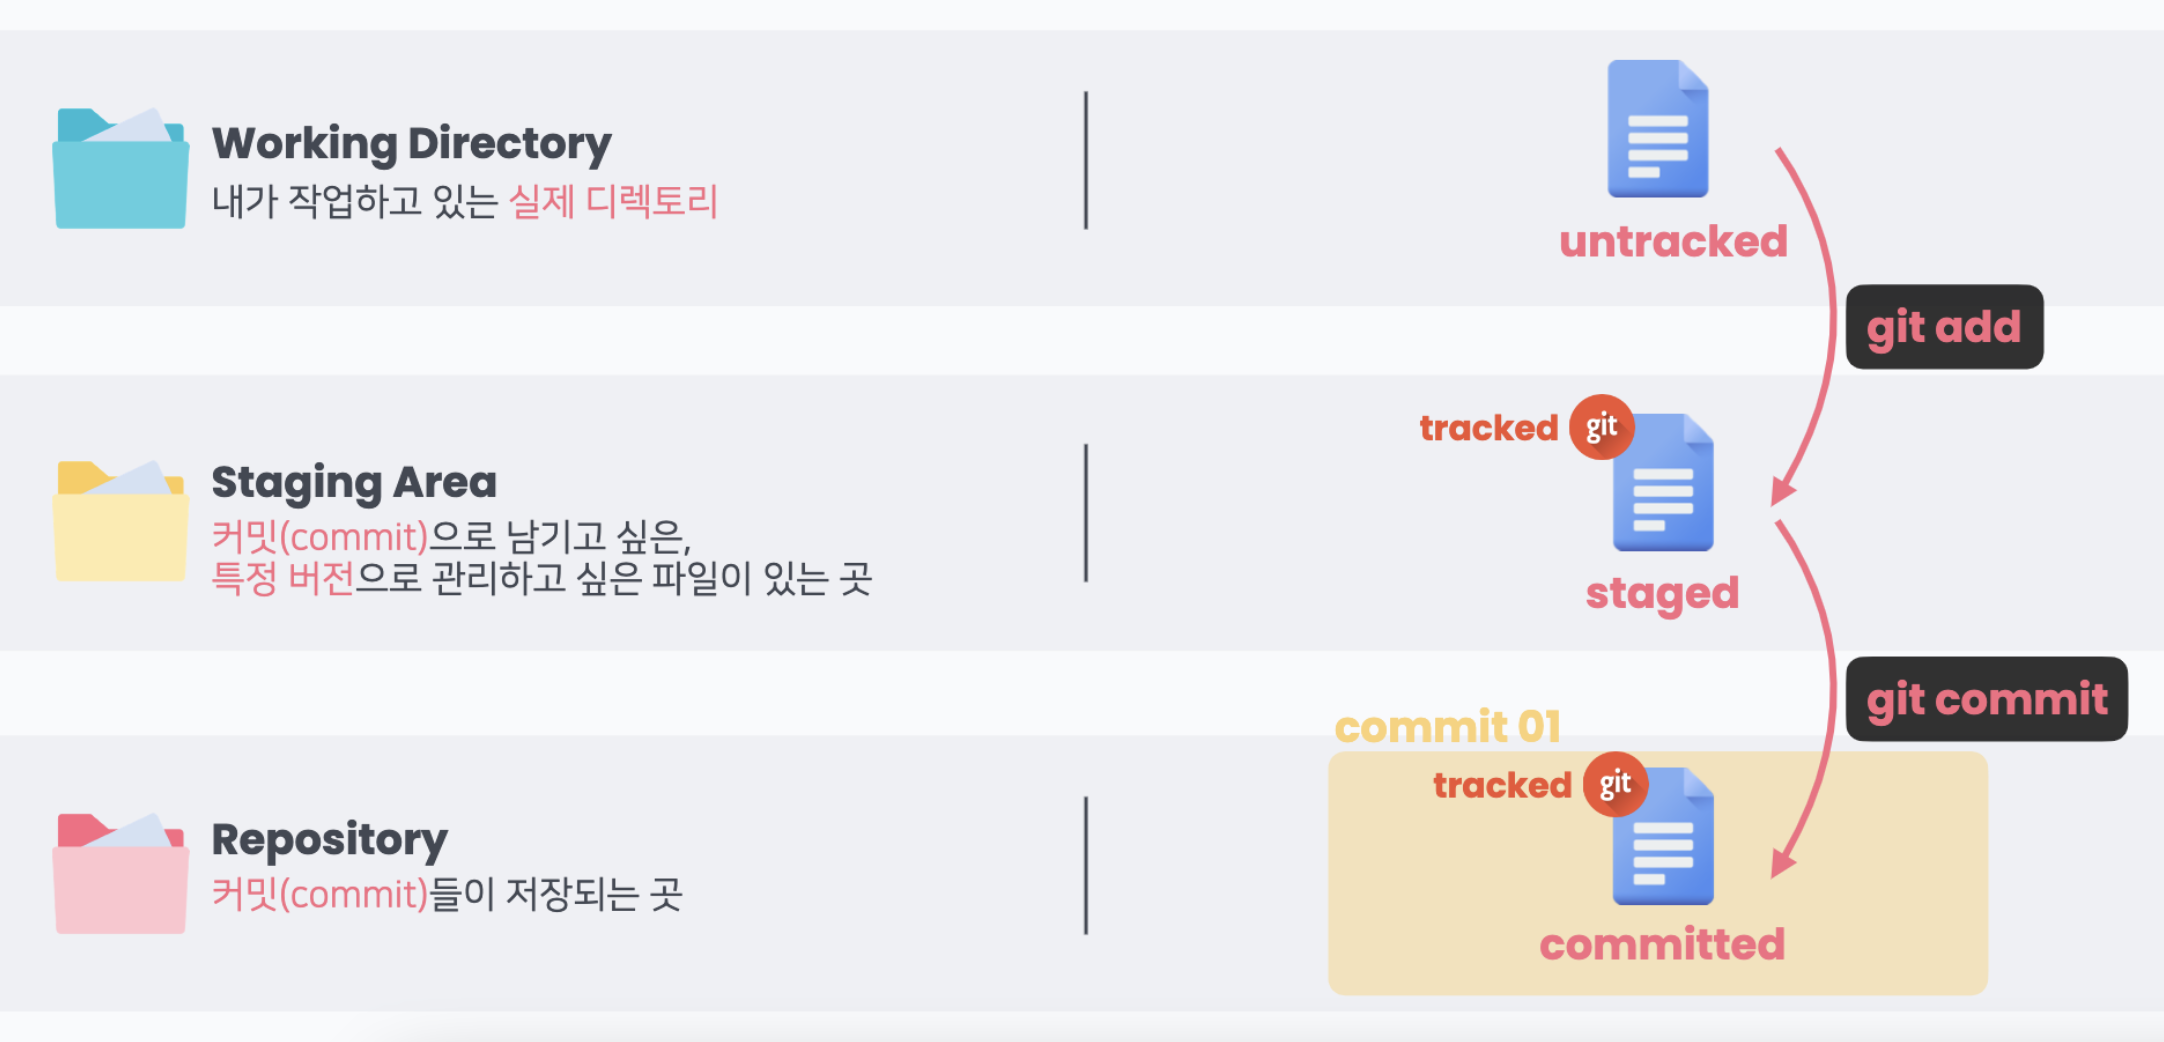 Working Directory
내가 작업하고 있는 실제 디렉토리
untracked
git add
Staging Area
커밋(commit)으로 남기고 싶은,
특정 버전으로 관리하고 싶은 파일이 있는 곳
tracked
git
staged
git commit
commit 01
Repository
커밋(commit)들이 저장되는 곳
tracked
git
committed